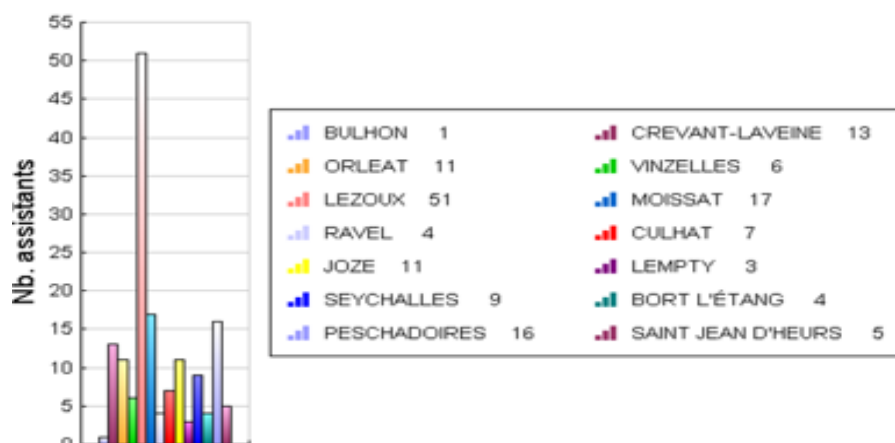 55
50
45
40
35
30
25
20
15
10
5
0
Nb. assistants
BULHON 1 CREVANT-LAVEINE 13
ORLEAT 11 VINZELLES 6
LEZOUX 51 MOISSAT 17
RAVEL 4 CULHAT 7
JOZE 11 LEMPTY 3
SEYCHALLES 9 BORT L'ÉTANG 4
PESCHADOIRES 16 SAINT JEAN D'HEURS 5